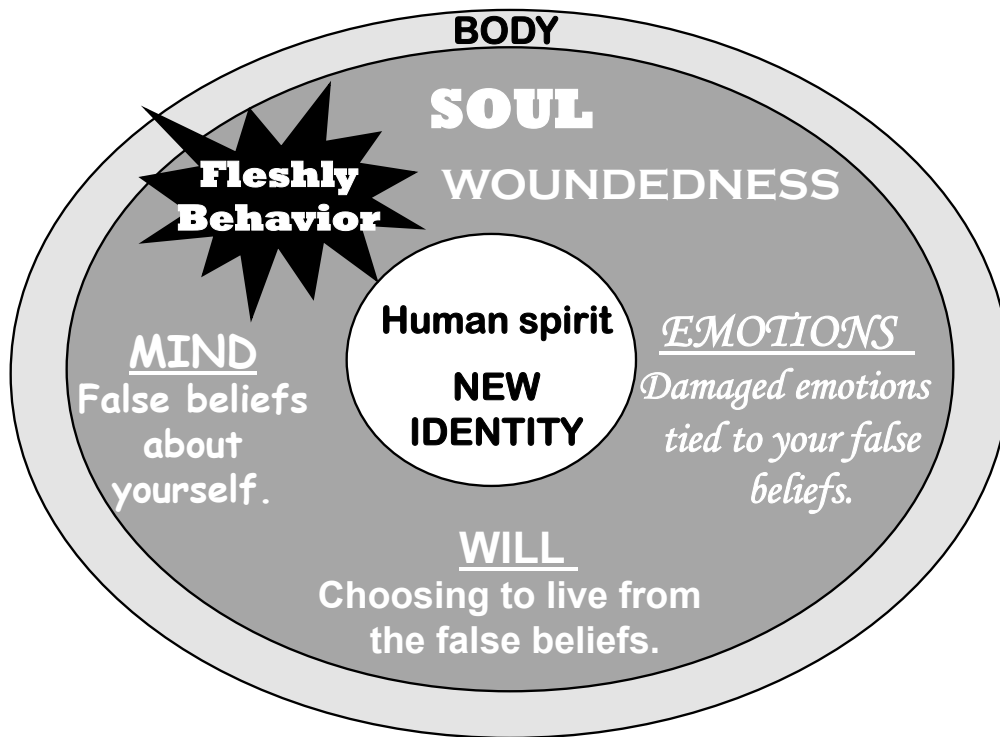 BODY
SOUL
WOUNDEDNESS
Fleshly
Behavior
Human spirit
NEW
IDENTITY
MIND
False beliefs
about
yourself.
EMOTIONS
Damaged emotions
tied to your false
beliefs.
WILL
Choosing to live from
the false beliefs.